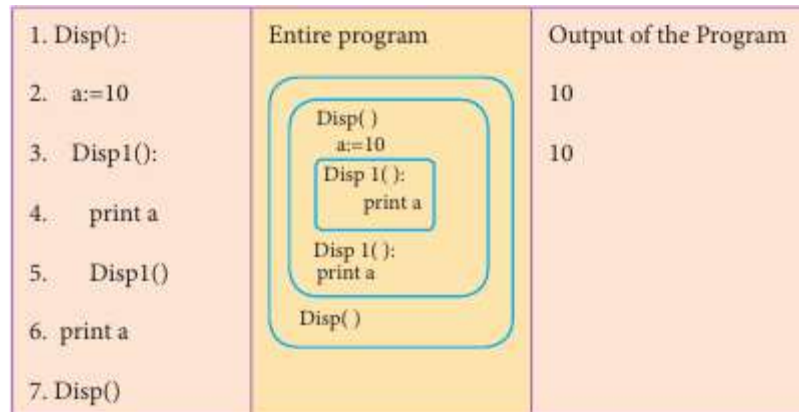 1. Disp():
2. a:=10
3. Disp1():
4. print a
5. Disp1()
6. print a
7. Disp()
Entire program
Disp( )
a:=10
Disp 1( ):
print a
Disp 1( ):
print a
Disp( )
Output of the Program
10
10